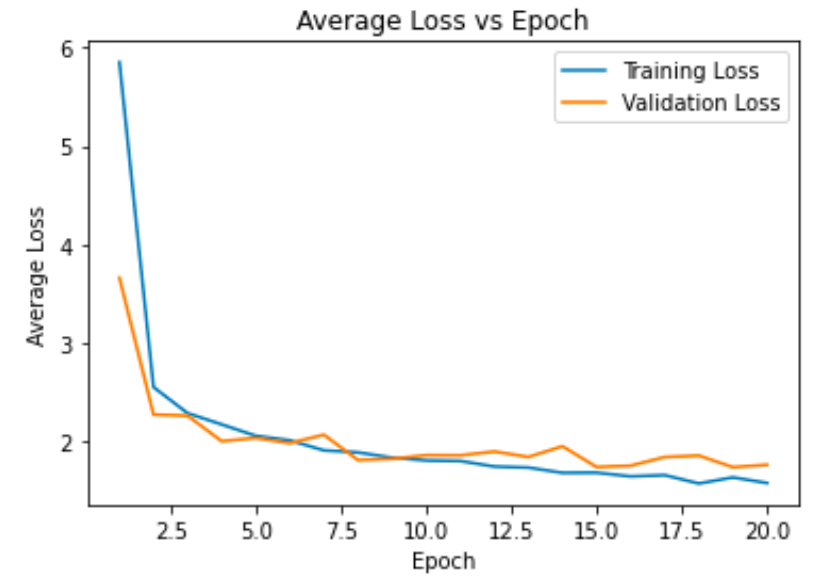 Average Loss vs Epoch
6
5
4
3
2
Average Loss
Training Loss
Validation Loss
2.5 5.0 7.5 10.0 12.5 15.0 17.5 20.0
Epoch